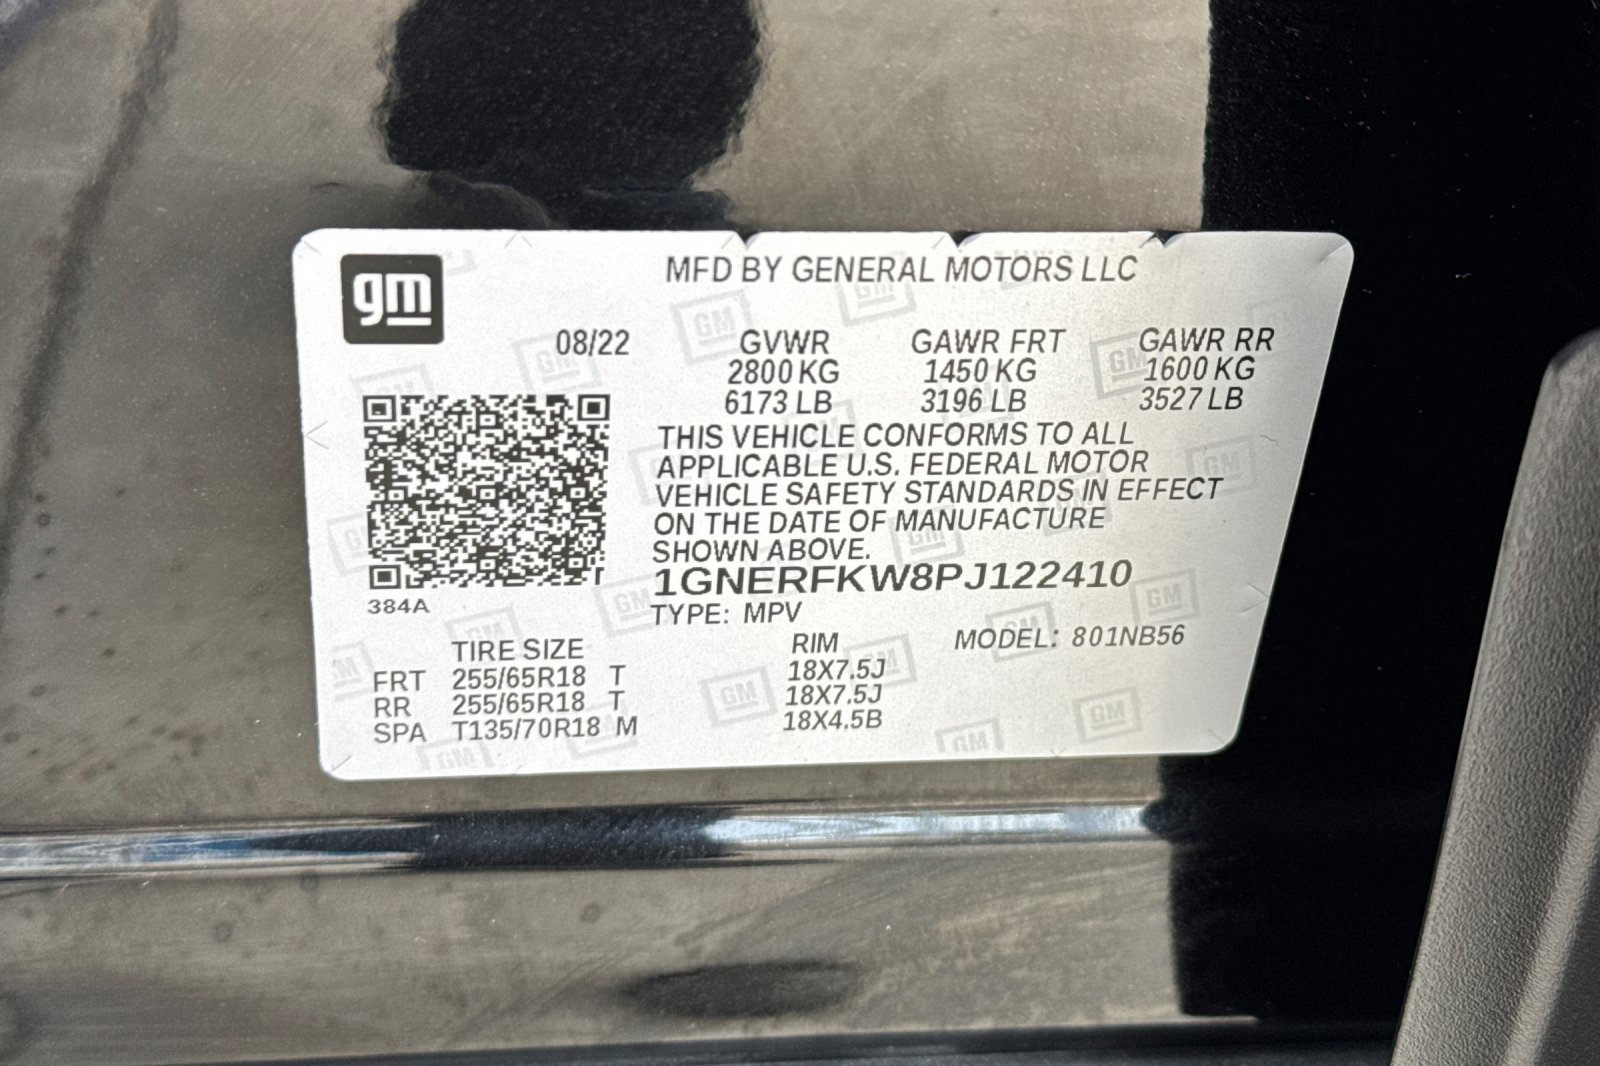 gm
MFD BY GENERAL MOTORS LLC
08/22 GVWR GAWR FRT GAWR RR
2800 KG 1450 KG 1600 KG
6173 LB 3196 LB 3527 LB
THIS VEHICLE CONFORMS TO ALL
APPLICABLE U.S. FEDERAL MOTOR
VEHICLE SAFETY STANDARDS IN EFFECT
ON THE DATE OF MANUFACTURE
SHOWN ABOVE.
1GNERFKW8PJ122410
384A
TYPE: MPV
TIRE SIZE RIM MODEL: 801NB56
FRT 255/65R18 T 18X7.5J
RR 255/65R18 T 18X7.5J
SPA T135/70R18 M 18X4.5B